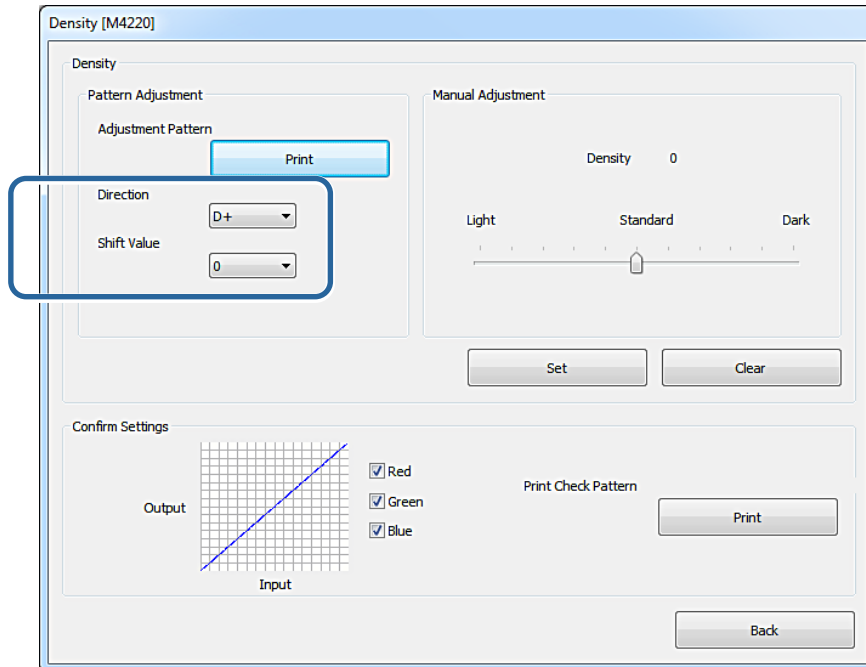 Density [M4220]
Density
Pattern Adjustment
Adjustment Pattern
Print
Direction
D+
Shift Value
0
Manual Adjustment
Density 0
Light Standard Dark
Set Clear
Confirm Settings
Output
Input
Red
Green
Blue
Print Check Pattern
Print
Back